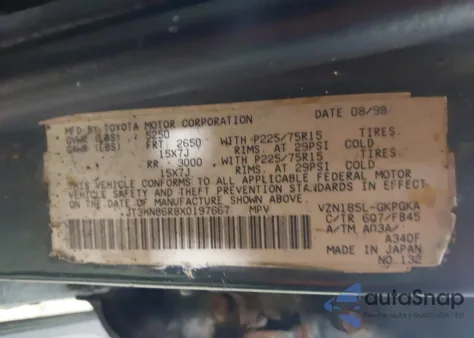 MFD BY TOYOTA MOTOR CORPORATION DATE 08/98
GVWR (LBS) 5250
GAWR (LBS) FRT. 2650 WITH P225/75R15 TIRES
15X7J RIMS, AT 29PSI COLD
RR. 3000 WITH P225/75R15 TIRES
15X7J RIMS, AT 29PSI COLD
THIS VEHICLE CONFORMS TO ALL APPLICABLE FEDERAL MOTOR
VEHICLE SAFETY AND THEFT PREVENTION STANDARDS IN EFFECT
ON THE DATE OF MANUFACTURE SHOWN ABOVE.
JT3HN86R8X0197667 MPV VZN185L-GKPGKA
C/TR 6Q7/FB45
A/TM A03A/
A340F
MADE IN JAPAN
NO.132
autoSnap